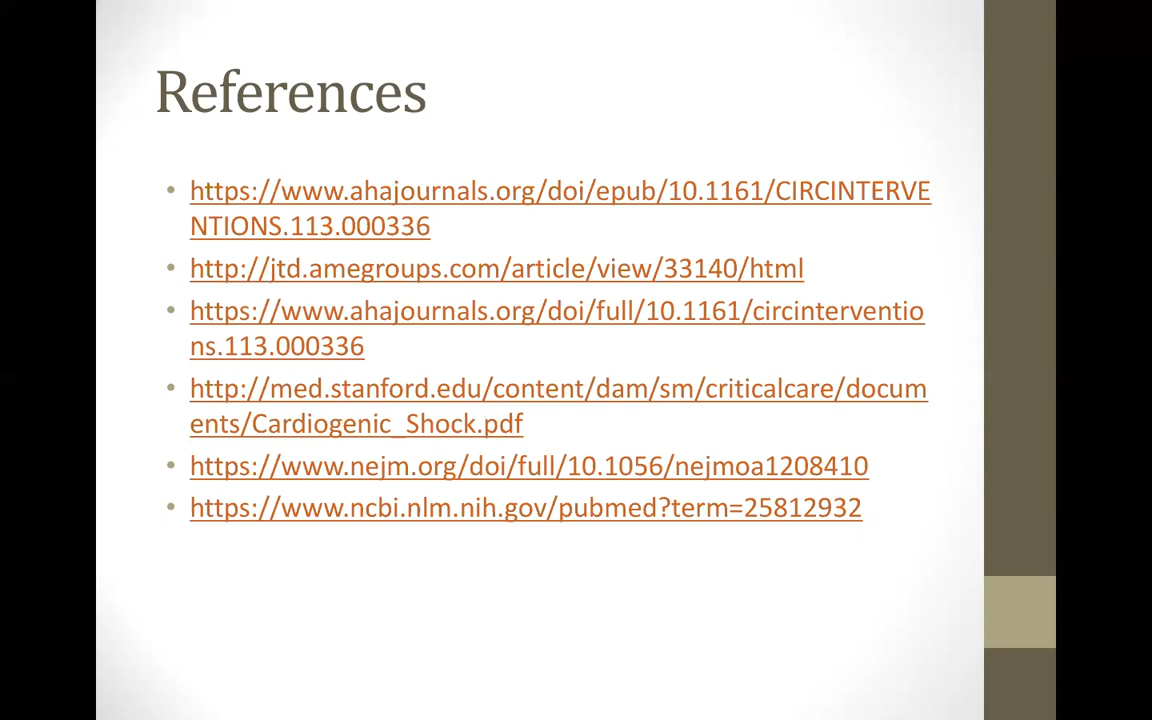 References
• https://www.ahajournals.org/doi/epub/10.1161/CIRCINTERVE
NTIONS.113.000336
• http://jtd.amegroups.com/article/view/33140/html
• https://www.ahajournals.org/doi/full/10.1161/circinterventio
ns.113.000336
• http://med.stanford.edu/content/dam/sm/criticalcare/docum
ents/Cardiogenic_Shock.pdf
• https://www.nejm.org/doi/full/10.1056/nejmoa1208410
• https://www.ncbi.nlm.nih.gov/pubmed?term=25812932